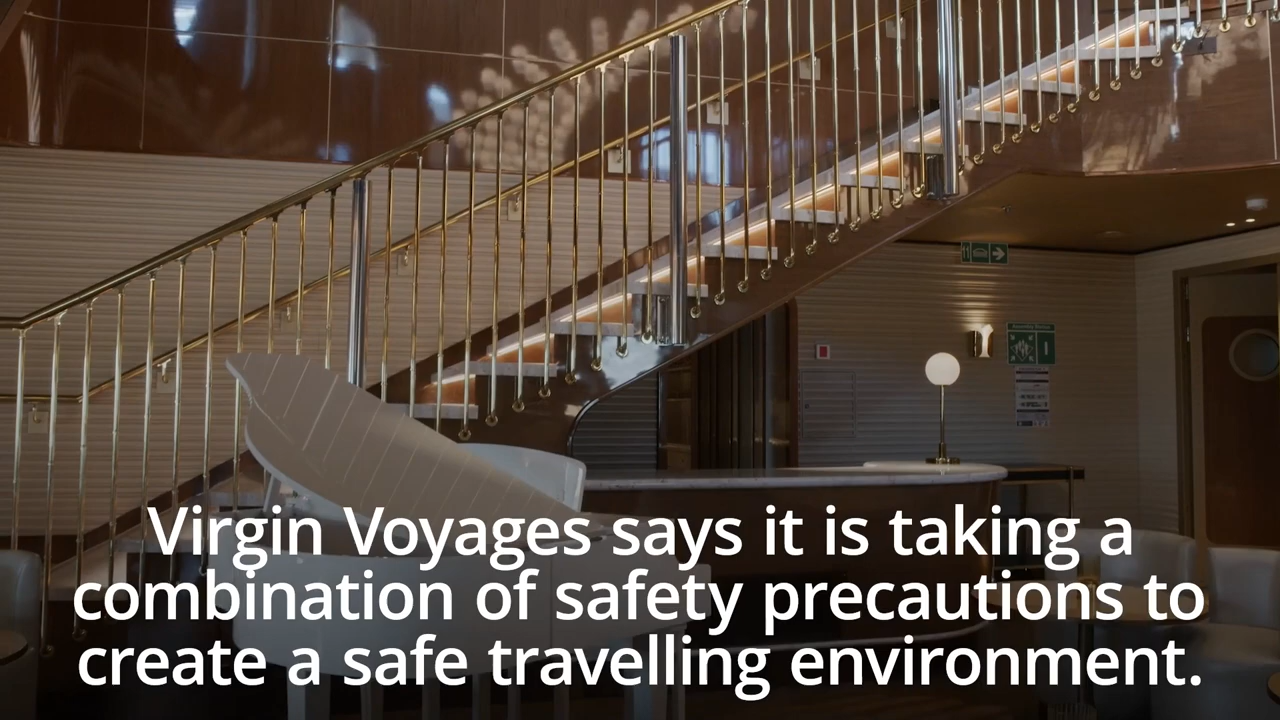 Virgin Voyages says it is taking a
combination of safety precautions to
create a safe travelling environment.